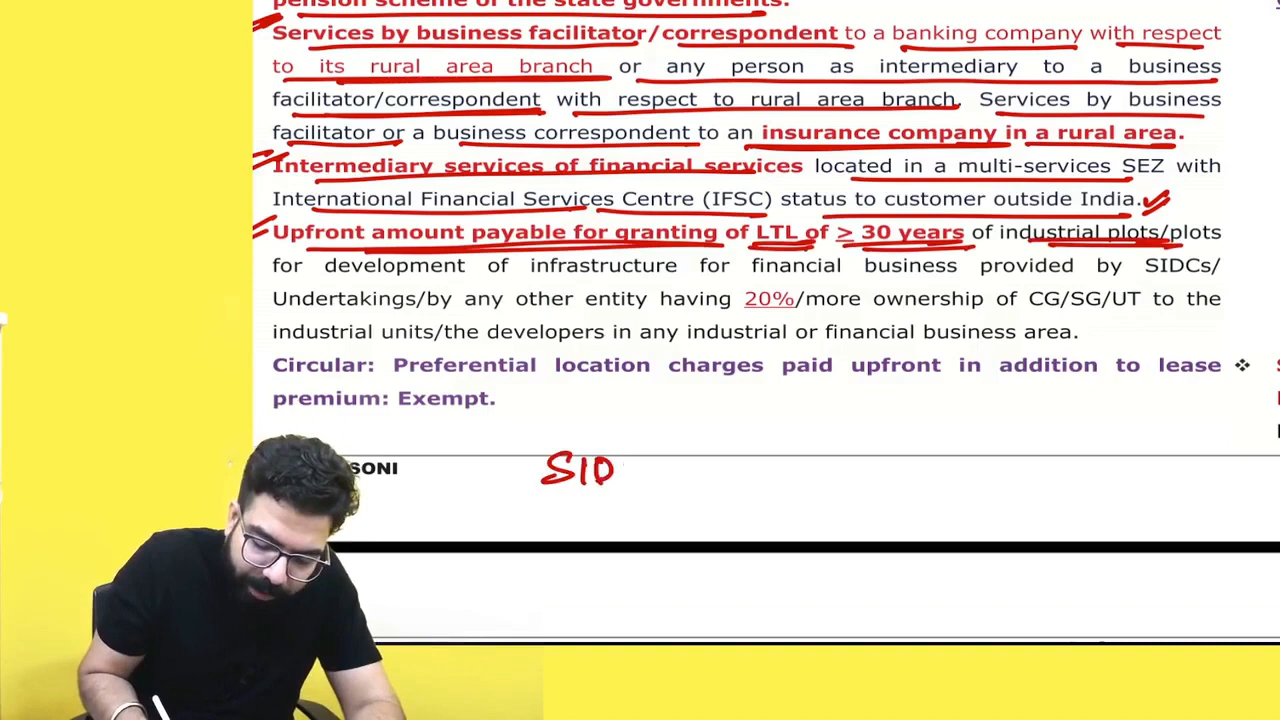 pension scheme of the state governments.
Services by business facilitator/correspondent to a banking company with respect
to its rural area branch or any person as intermediary to a business
facilitator/correspondent with respect to rural area branch. Services by business
facilitator or a business correspondent to an insurance company in a rural area.
Intermediary services of financial services located in a multi-services SEZ with
International Financial Services Centre (IFSC) status to customer outside India.
Upfront amount payable for granting of LTL of ≥ 30 years of industrial plots/plots
for development of infrastructure for financial business provided by SIDCs/
Undertakings/by any other entity having 20%/more ownership of CG/SG/UT to the
industrial units/the developers in any industrial or financial business area.
Circular: Preferential location charges paid upfront in addition to lease
premium: Exempt.
SONI
SID